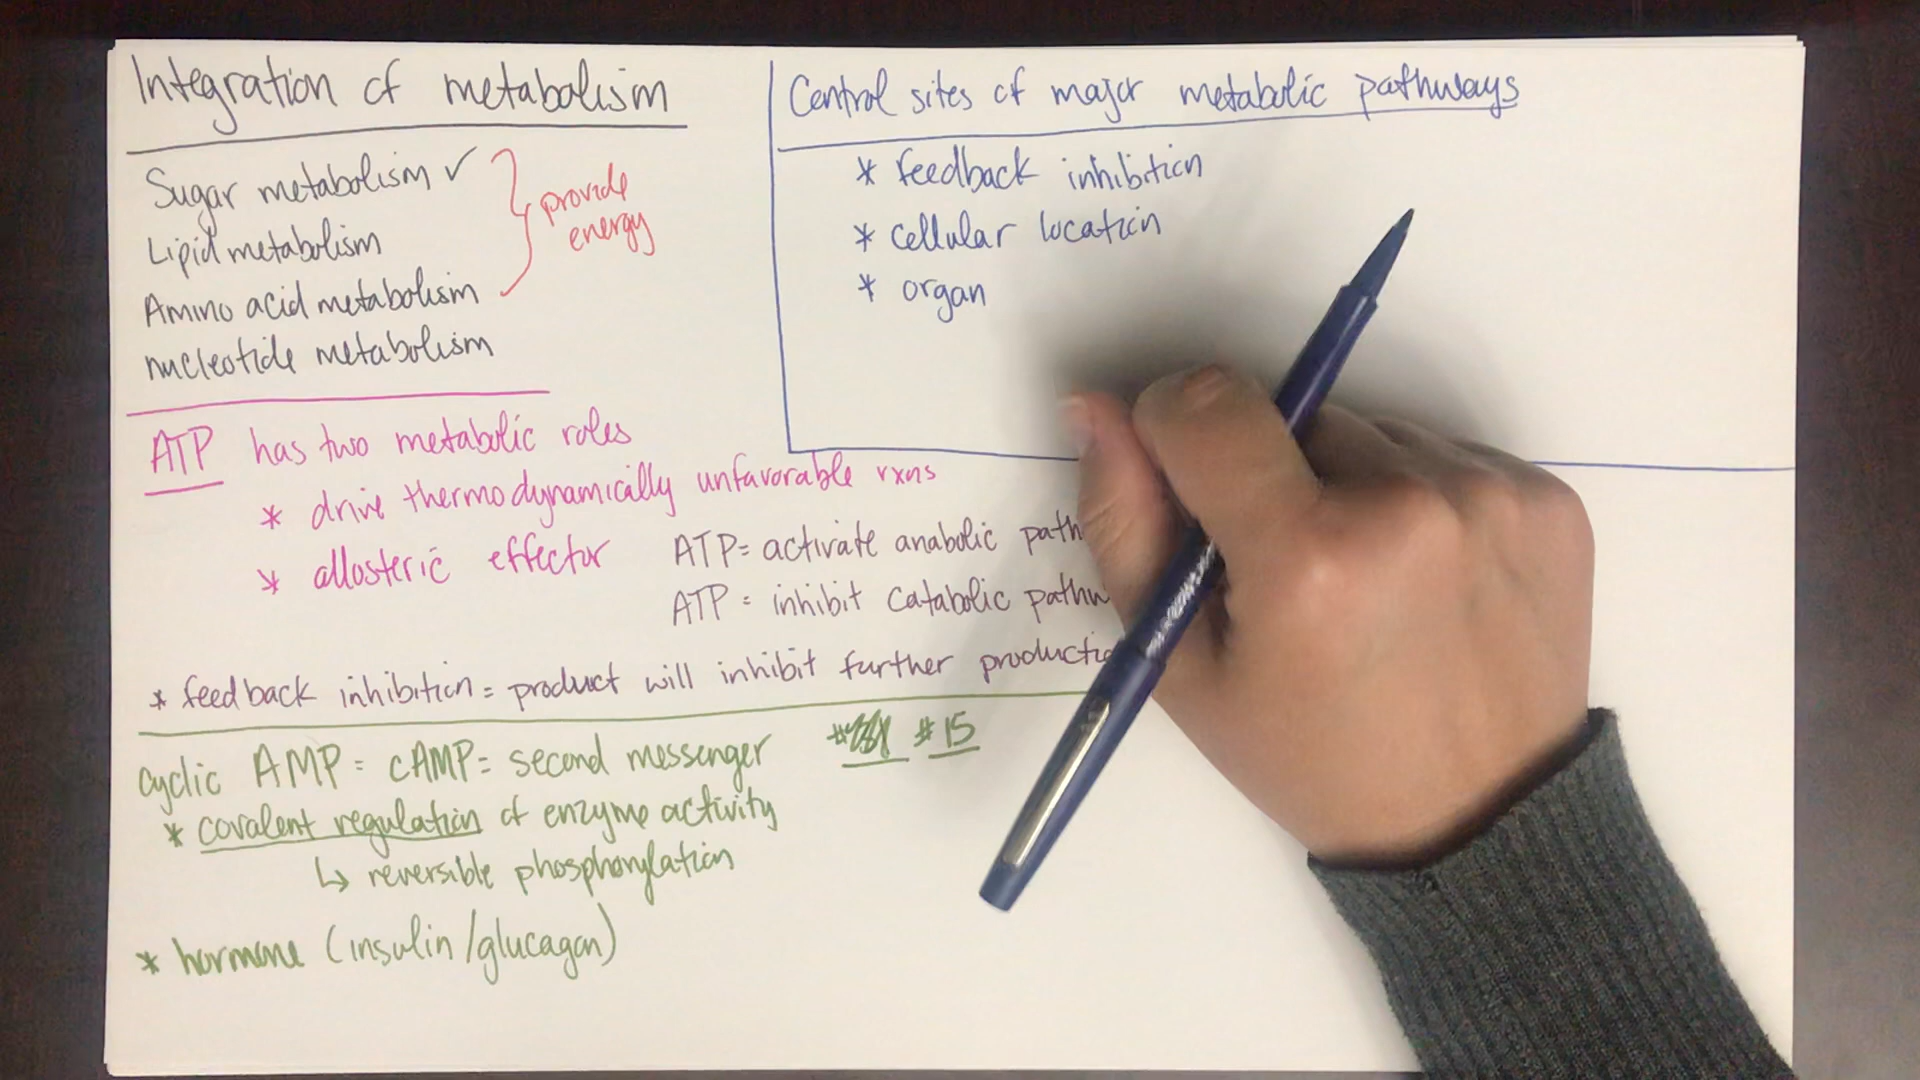 Integration of metabolism
Sugar metabolism ✓
Lipid metabolism
Amino acid metabolism
nucleotide metabolism
provide
energy
Control sites of major metabolic pathways
* feedback inhibition
* cellular location
* organ
ATP has two metabolic roles
* drive thermodynamically unfavorable rxns
* allosteric effector
ATP = activate anabolic path
ATP = inhibit catabolic pathw
* feedback inhibition = product will inhibit further productio
cyclic AMP = cAMP = second messenger
#15
* covalent regulation of enzyme activity
↳ reversible phosphorylation
* hormone (insulin/glucagon)